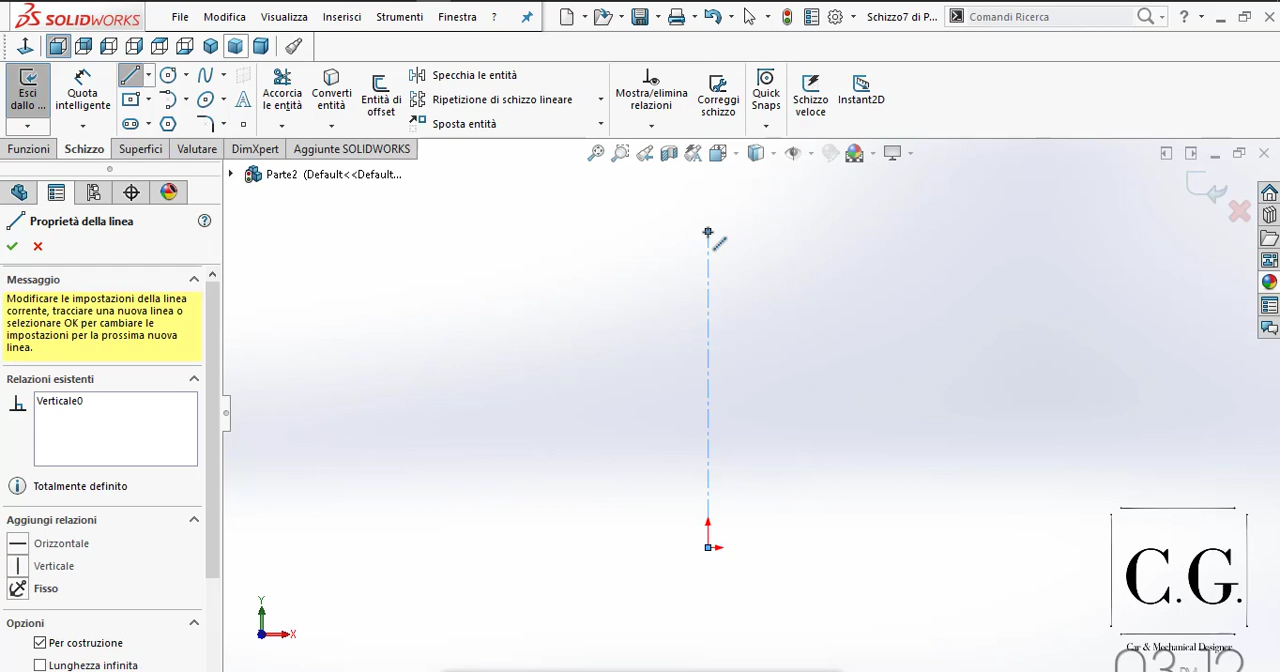 SOLIDWORKS File Modifica Visualizza Inserisci Strumenti Finestra ? Schizzo7 di P... Comandi Ricerca ?
Esci dallo ...
Quota intelligente
Accorcia le entità
Converti entità
Entità di offset
Specchia le entità
Ripetizione di schizzo lineare
Sposta entità
Mostra/elimina relazioni
Correggi schizzo
Quick Snaps
Schizzo veloce
Instant2D
Funzioni Schizzo Superfici Valutare DimXpert Aggiunte SOLIDWORKS
Parte2 (Default<<Default...
Proprietà della linea ?
Messaggio
Modificare le impostazioni della linea
corrente, tracciare una nuova linea o
selezionare OK per cambiare le
impostazioni per la prossima nuova
linea.
Relazioni esistenti
Verticale0
Totalmente definito
Aggiungi relazioni
Orizzontale
Verticale
Fisso
Opzioni
Per costruzione
Lunghezza infinita
Y
X
C.G.
Car & Mechanical Designer